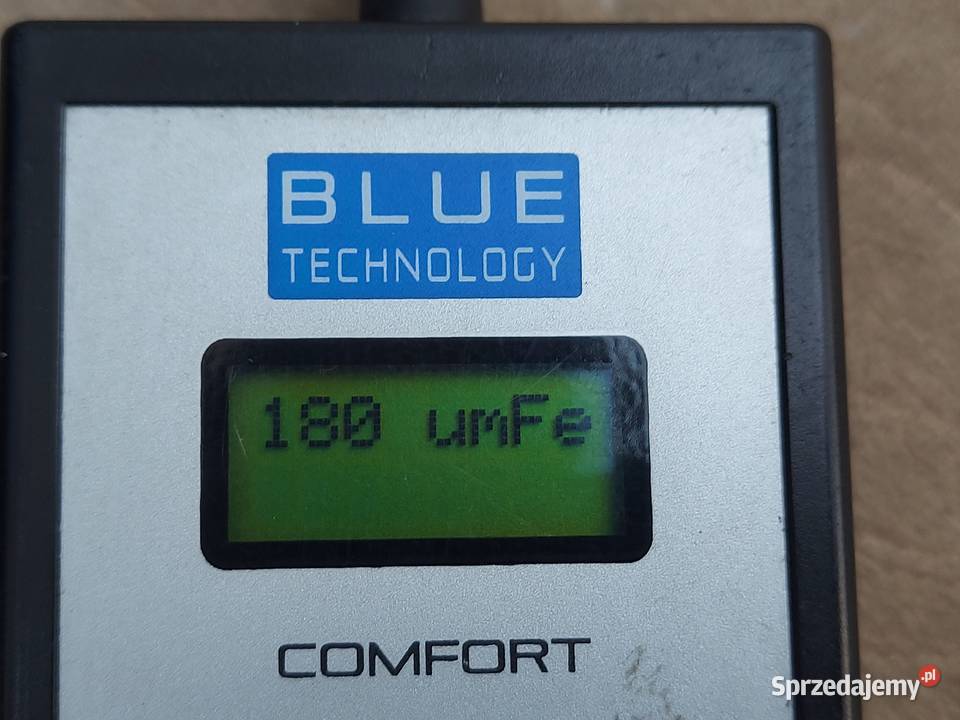 BLUE
TECHNOLOGY
180 umFe
COMFORT
Sprzedajemy.pl